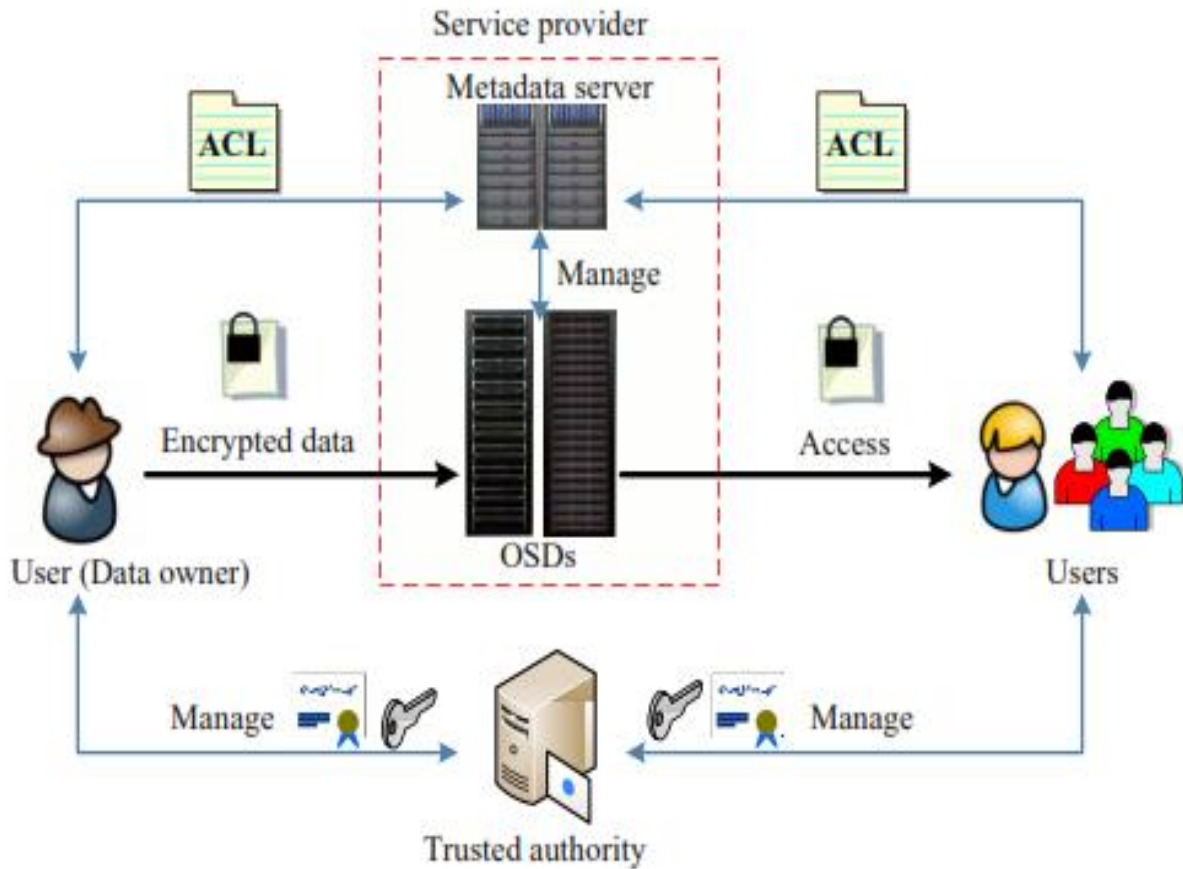 Service provider
Metadata server
ACL
ACL
Manage
Encrypted data
Access
OSDs
User (Data owner)
Users
Manage
Manage
Trusted authority